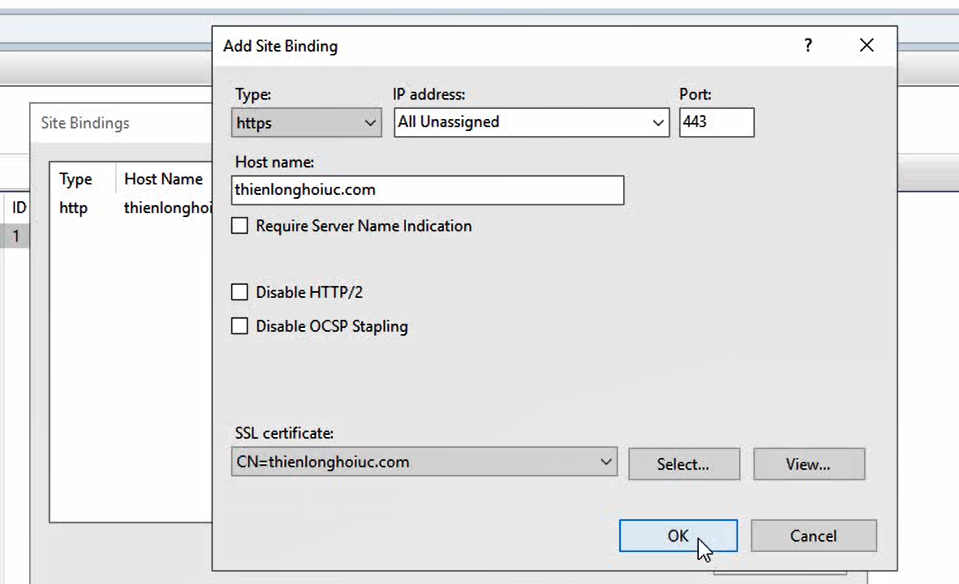 Add Site Binding
?
Type:
IP address:
Port:
https
All Unassigned
443
Host name:
thienlonghoiuc.com
Require Server Name Indication
Disable HTTP/2
Disable OCSP Stapling
SSL certificate:
CN=thienlonghoiuc.com
Select...
View...
OK
Cancel
Site Bindings
Type
Host Name
http
thienlonghoi
ID
1